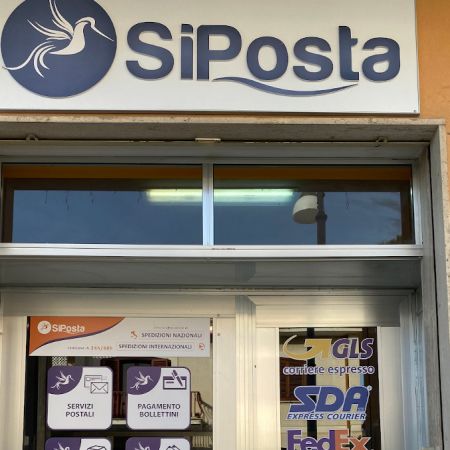 SiPosta
SiPosta
SPEDIZIONI NAZIONALI
SPEDIZIONI INTERNAZIONALI
GLS
corriere espresso
SERVIZI
POSTALI
PAGAMENTO
BOLLETTINI
SDA
EXPRESS COURIER
FedEx